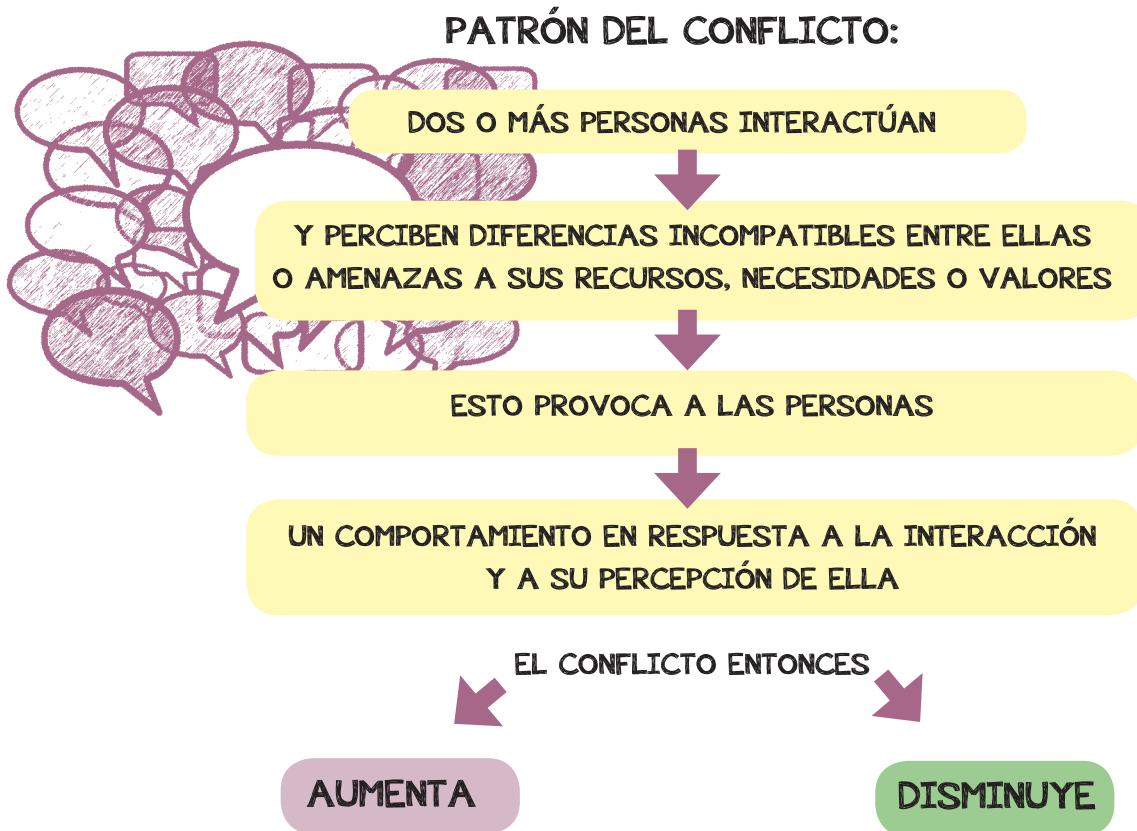 PATRÓN DEL CONFLICTO:
DOS O MÁS PERSONAS INTERACTÚAN
Y PERCIBEN DIFERENCIAS INCOMPATIBLES ENTRE ELLAS
O AMENAZAS A SUS RECURSOS, NECESIDADES O VALORES
ESTO PROVOCA A LAS PERSONAS
UN COMPORTAMIENTO EN RESPUESTA A LA INTERACCIÓN
Y A SU PERCEPCIÓN DE ELLA
EL CONFLICTO ENTONCES
AUMENTA
DISMINUYE